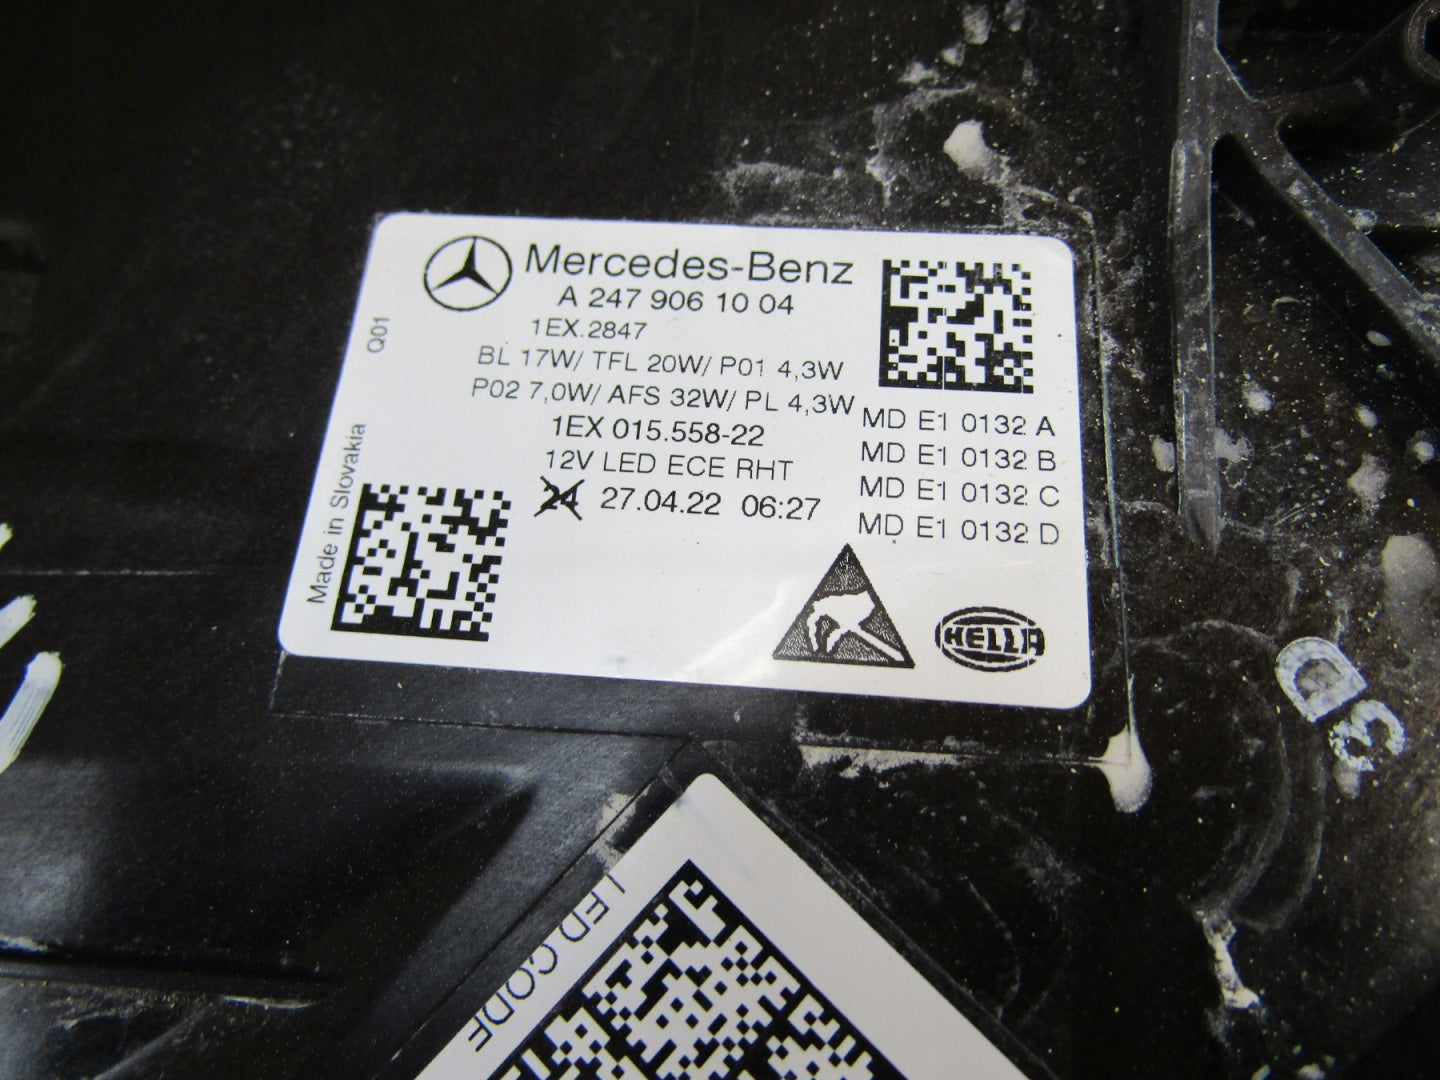 Mercedes-Benz
A 247 906 10 04
1EX.2847
BL 17W/ TFL 20W/ P01 4,3W
P02 7,0W/ AFS 32W/ PL 4,3W
1EX 015.558-22
12V LED ECE RHT
24 27.04.22 06:27
MD E1 0132 A
MD E1 0132 B
MD E1 0132 C
MD E1 0132 D
Q01
Made in Slovakia
HELLA
LED CODE
D3